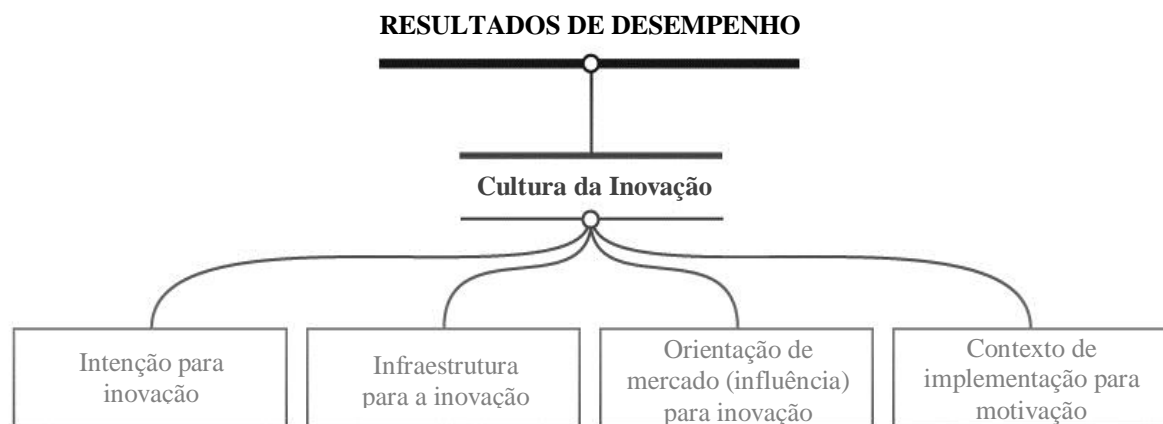 RESULTADOS DE DESEMPENHO
Cultura da Inovação
Intenção para
inovação
Infraestrutura
para a inovação
Orientação de
mercado (influência)
para inovação
Contexto de
implementação para
motivação